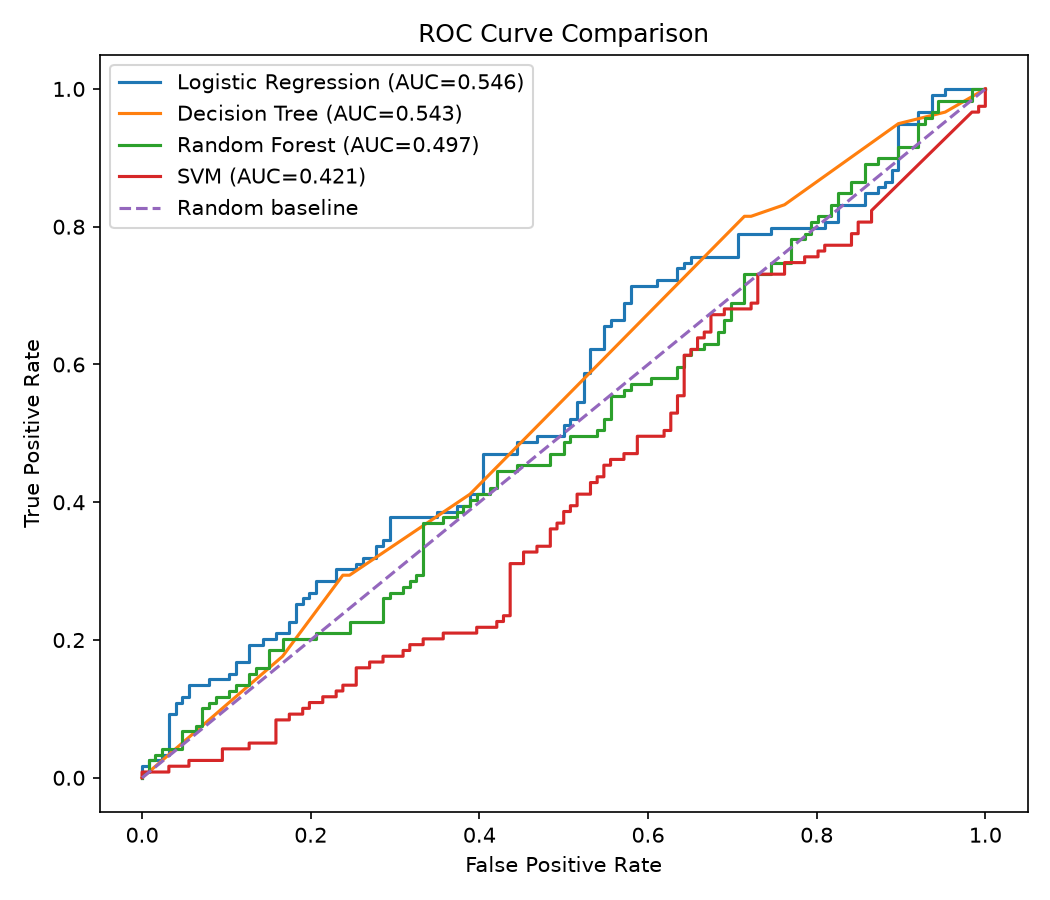 ROC Curve Comparison
Logistic Regression (AUC=0.546)
Decision Tree (AUC=0.543)
Random Forest (AUC=0.497)
SVM (AUC=0.421)
Random baseline
1.0
0.8
0.6
0.4
0.2
0.0
True Positive Rate
0.0 0.2 0.4 0.6 0.8 1.0
False Positive Rate